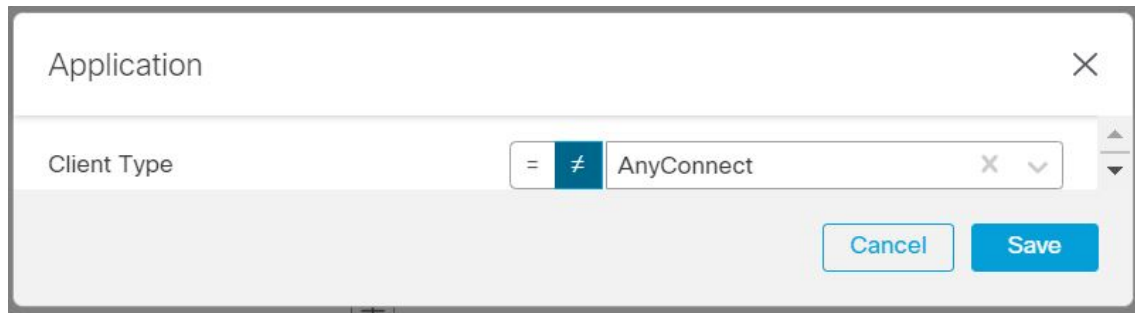 Application
Client Type = ≠ AnyConnect
Cancel Save